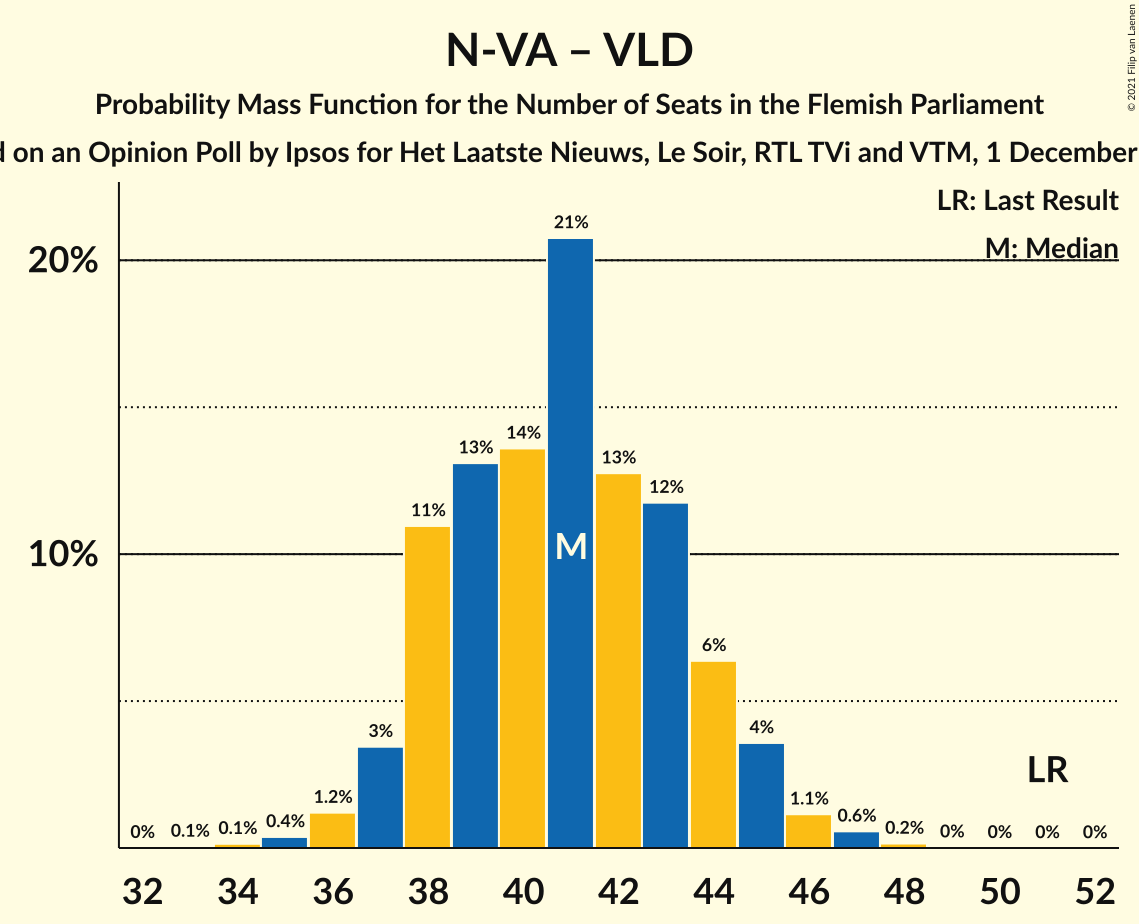 N-VA – VLD
Probability Mass Function for the Number of Seats in the Flemish Parliament
on an Opinion Poll by Ipsos for Het Laatste Nieuws, Le Soir, RTL TVi and VTM, 1 December
© 2021 Filip van Laenen
LR: Last Result
M: Median
20%
10%
0% 0.1% 0.1% 0.4% 1.2% 3% 11% 13% 14% 21% 13% 12% 6% 4% 1.1% 0.6% 0.2% 0% 0% 0% 0%
M
LR
32 34 36 38 40 42 44 46 48 50 52